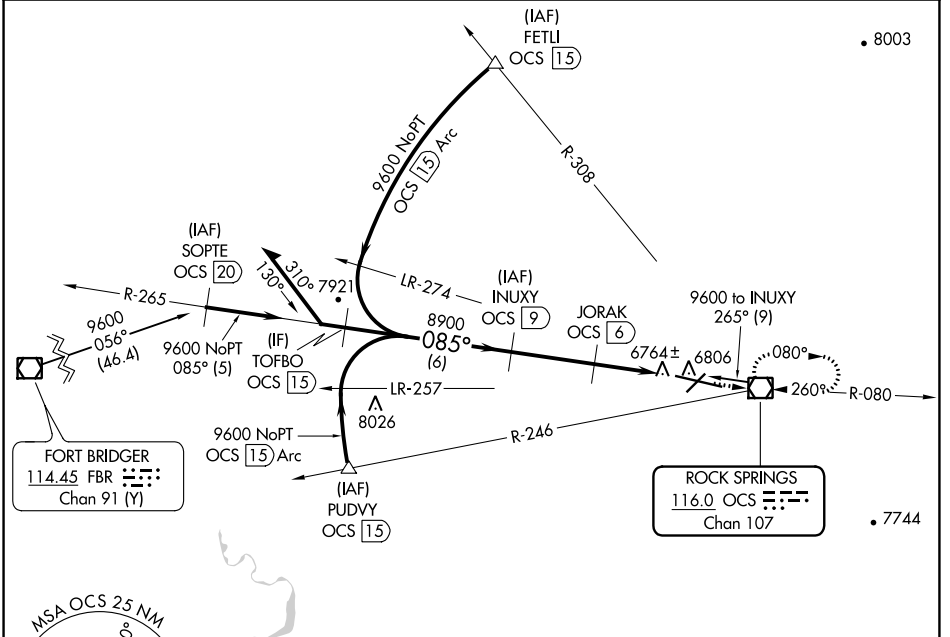 (IAF)
FETLI
OCS 15
8003
9600 NoPT
OCS 15 Arc
R-308
(IAF)
SOPTE
OCS 20
310°
130°
7921
LR-274
(IAF)
INUXY
OCS 9
JORAK
OCS 6
9600 to INUXY
265° (9)
R-265
9600
056°
(46.4)
9600 NoPT
085° (5)
(IF)
TOFBO
OCS 15
8900
085°
(6)
6764±
6806
080°
260°
R-080
LR-257
8026
R-246
9600 NoPT
OCS 15 Arc
(IAF)
PUDVY
OCS 15
FORT BRIDGER
114.45 FBR
Chan 91 (Y)
ROCK SPRINGS
116.0 OCS
Chan 107
7744
MSA OCS 25 NM